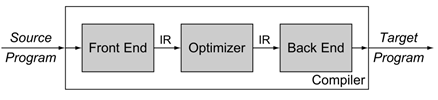 Source
Program
Front End
IR
Optimizer
IR
Back End
Target
Program
Compiler